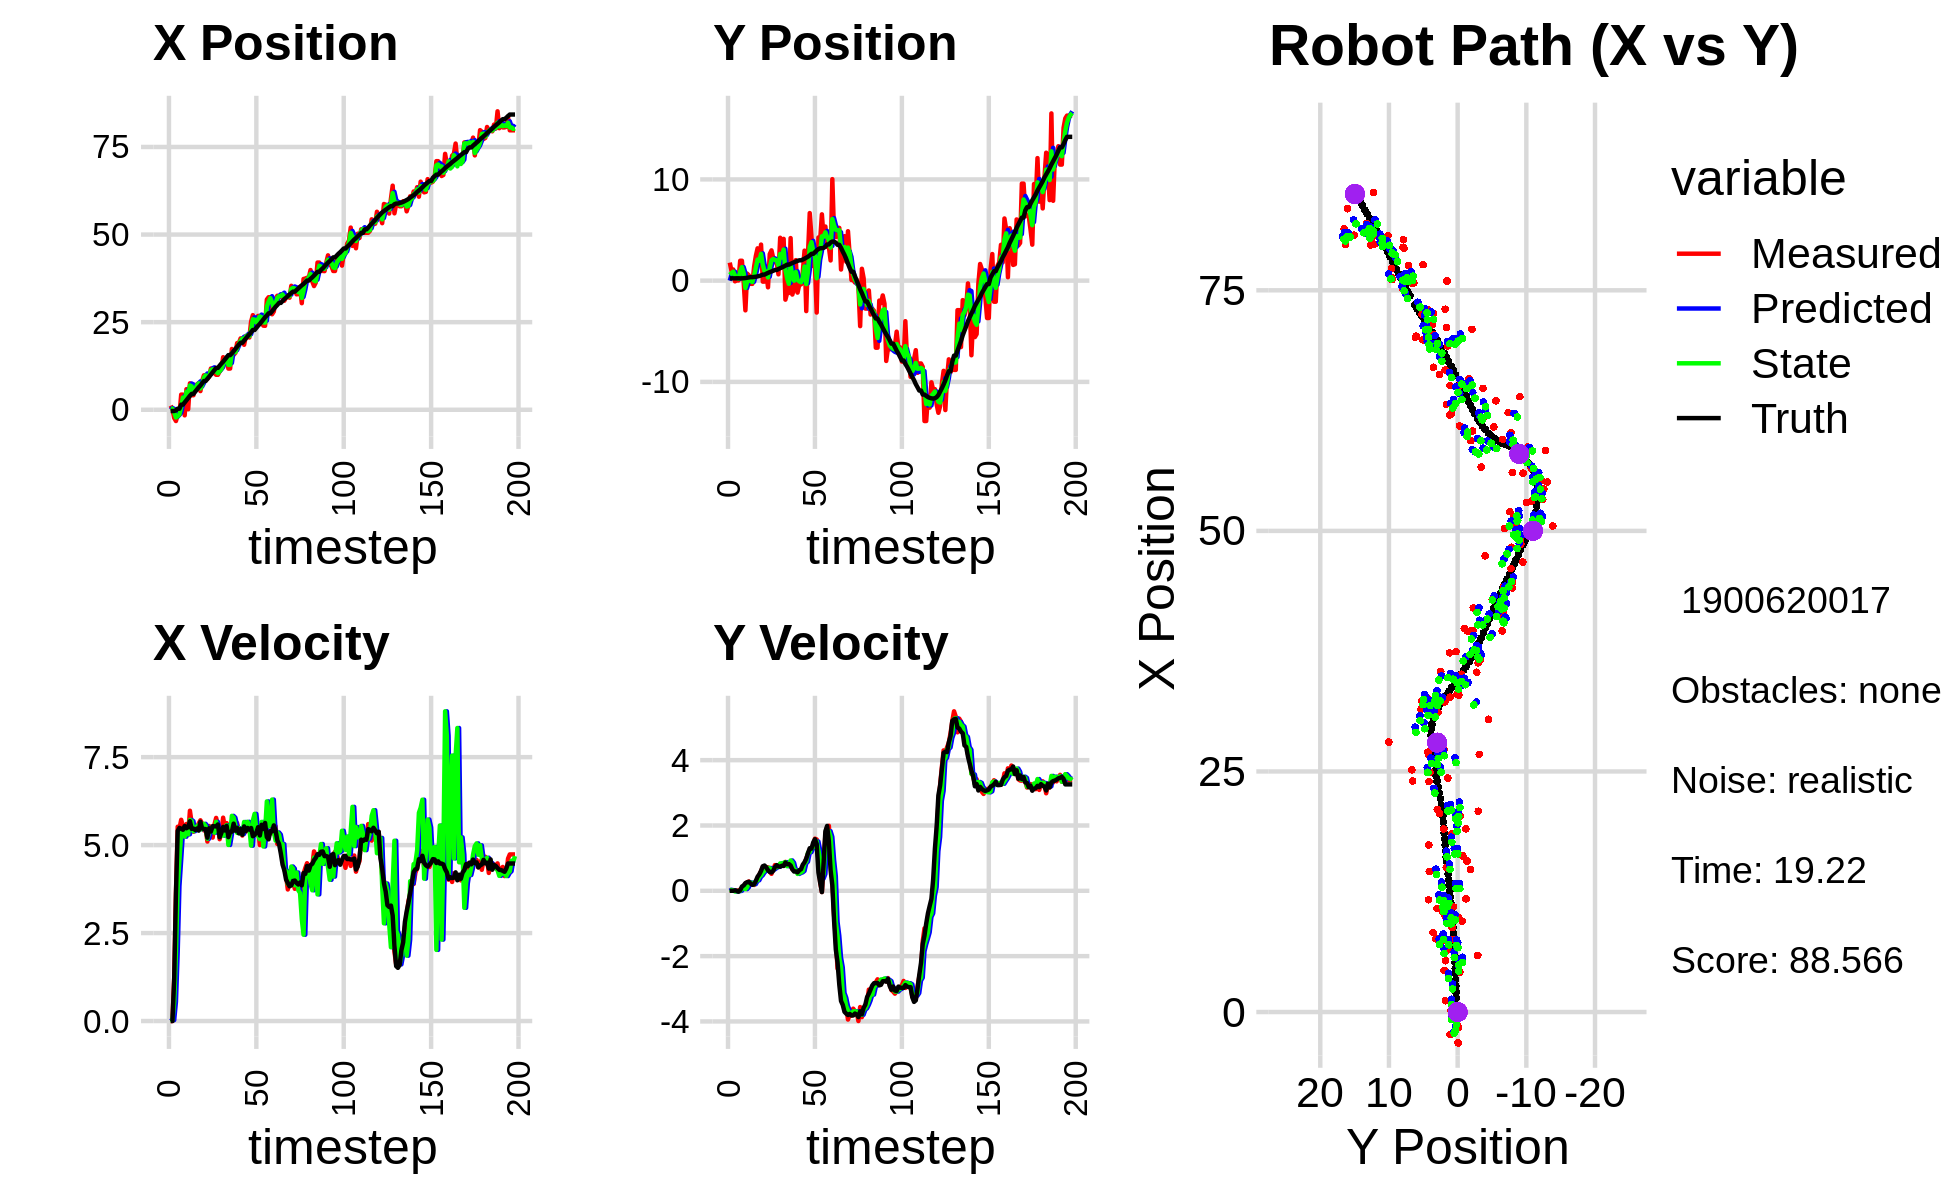 X Position
75
50
25
0
0
50
100
150
200
timestep
Y Position
10
0
-10
0
50
100
150
200
timestep
X Velocity
7.5
5.0
2.5
0.0
0
50
100
150
200
timestep
Y Velocity
4
2
0
-2
-4
0
50
100
150
200
timestep
Robot Path (X vs Y)
X Position
75
50
25
0
20 10 0 -10 -20
Y Position
variable
Measured
Predicted
State
Truth
1900620017
Obstacles: none
Noise: realistic
Time: 19.22
Score: 88.566